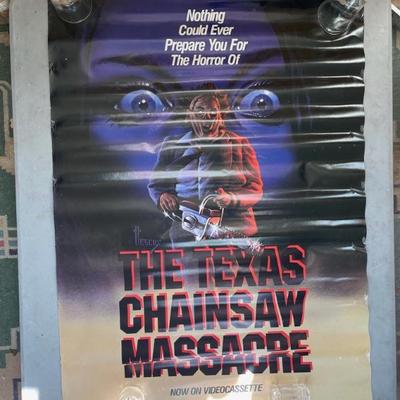 Nothing
Could Ever
Prepare You For
The Horror Of
THE TEXAS
CHAINSAW
MASSACRE
NOW ON VIDEOCASSETTE